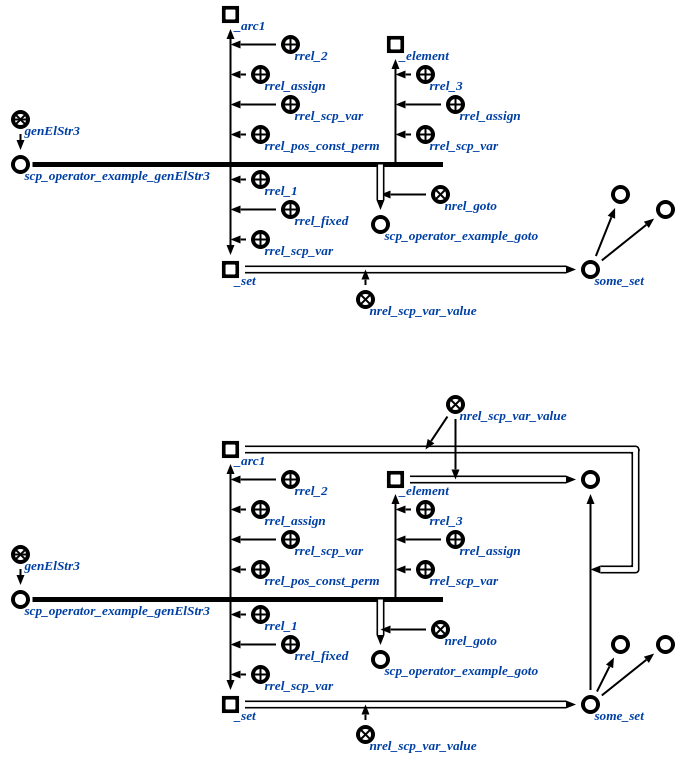 _arc1
rrel_2
_element
rrel_assign
rrel_3
rrel_scp_var
rrel_assign
genElStr3
rrel_pos_const_perm
rrel_scp_var
scp_operator_example_genElStr3
rrel_1
nrel_goto
rrel_fixed
scp_operator_example_goto
rrel_scp_var
_set
some_set
nrel_scp_var_value
nrel_scp_var_value
_arc1
rrel_2
_element
rrel_assign
rrel_3
rrel_scp_var
rrel_assign
genElStr3
rrel_pos_const_perm
rrel_scp_var
scp_operator_example_genElStr3
rrel_1
nrel_goto
rrel_fixed
scp_operator_example_goto
rrel_scp_var
_set
some_set
nrel_scp_var_value